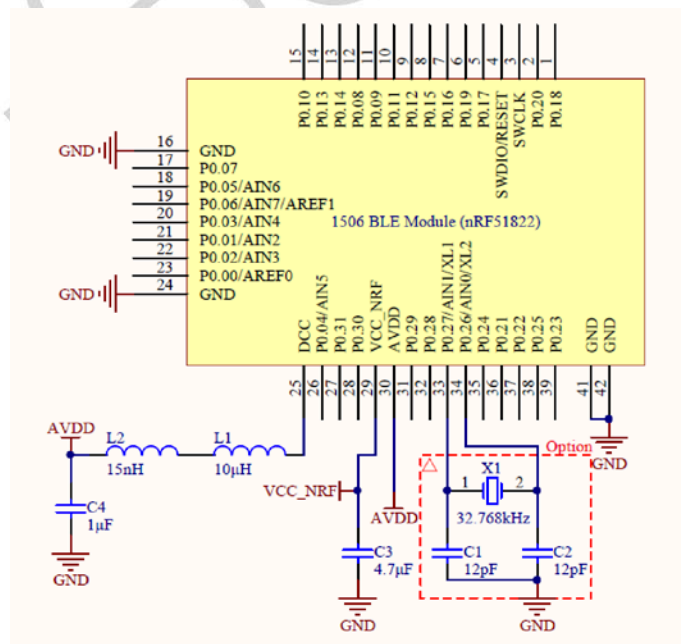 15 14 13 12 11 10 9 8 7 6 5 4 3 2 1
P0.10 P0.13 P0.14 P0.08 P0.09 P0.11 P0.12 P0.15 P0.16 P0.19 P0.17 SWDIO/RESET SWCLK P0.20 P0.18
GND 16 GND
17 P0.07
18 P0.05/AIN6
19 P0.06/AIN7/AREF1
20 P0.03/AIN4
1506 BLE Module (nRF51822)
21 P0.01/AIN2
22 P0.02/AIN3
23 P0.00/AREF0
GND 24 GND
DCC P0.04/AIN5 P0.31 P0.30 VCC_NRF AVDD P0.29 P0.28 P0.27/AIN1/XL1 P0.26/AIN0/XL2 P0.24 P0.21 P0.22 P0.25 P0.23 GND GND
25 26 27 28 29 30 31 32 33 34 35 36 37 38 39 41 42
AVDD
L2 L1
15nH 10μH
Option
GND
X1
1 2
32.768kHz
VCC_NRF
AVDD
C4
1μF
GND
C3
4.7μF
GND
C1
12pF
C2
12pF
GND